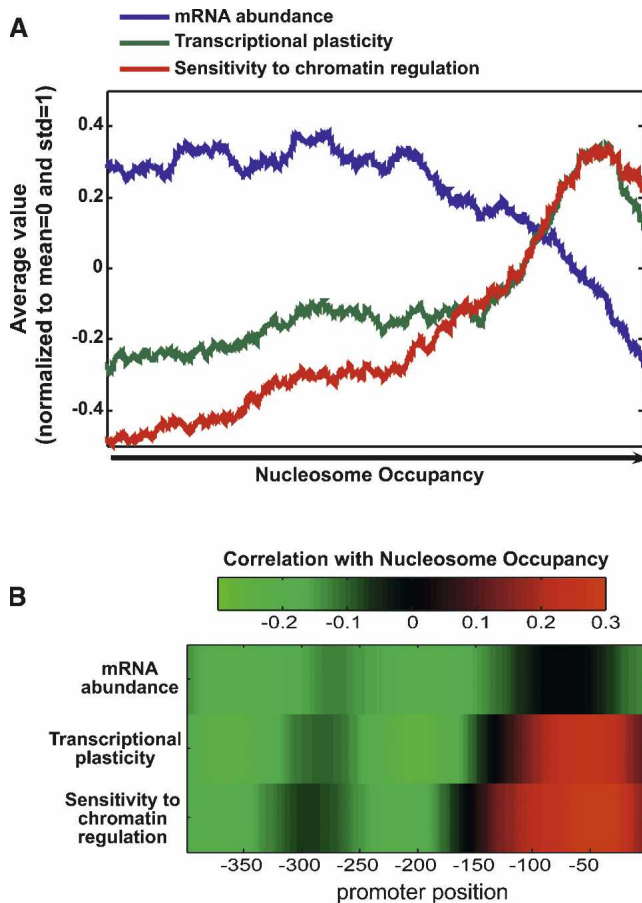 A
mRNA abundance
Transcriptional plasticity
Sensitivity to chromatin regulation
Average value
(normalized to mean=0 and std=1)
0.4
0.2
0
-0.2
-0.4
Nucleosome Occupancy
B
Correlation with Nucleosome Occupancy
-0.2 -0.1 0 0.1 0.2 0.3
mRNA
abundance
Transcriptional
plasticity
Sensitivity to
chromatin
regulation
-350 -300 -250 -200 -150 -100 -50
promoter position